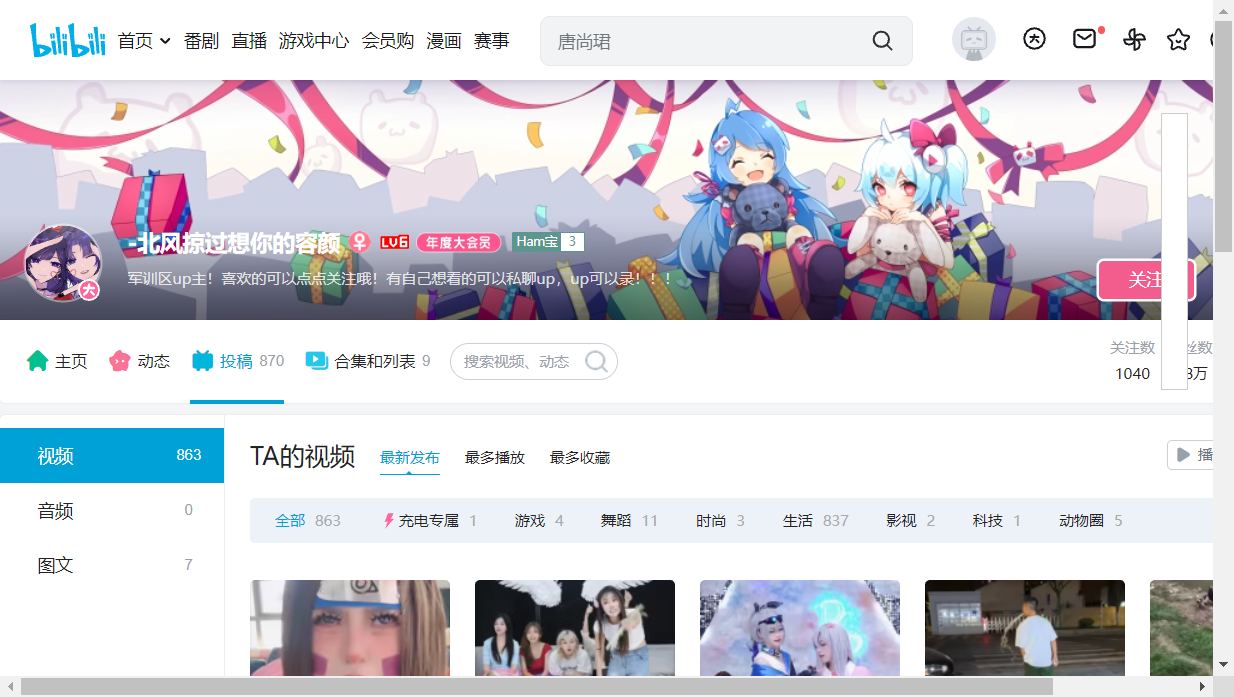 bilibili 首页 番剧 直播 游戏中心 会员购 漫画 赛事 唐尚珺
-北风掠过想你的容颜 LV6 年度大会员 Ham宝 3
大
军训区up主！喜欢的可以点点关注哦！有自己想看的可以私聊up，up可以录！！！
关注
主页 动态 投稿 870 合集和列表 9 搜索视频、动态
关注数 丝数
1040 万
视频 863
音频 0
图文 7
TA的视频 最新发布 最多播放 最多收藏 播
全部 863 充电专属 1 游戏 4 舞蹈 11 时尚 3 生活 837 影视 2 科技 1 动物圈 5